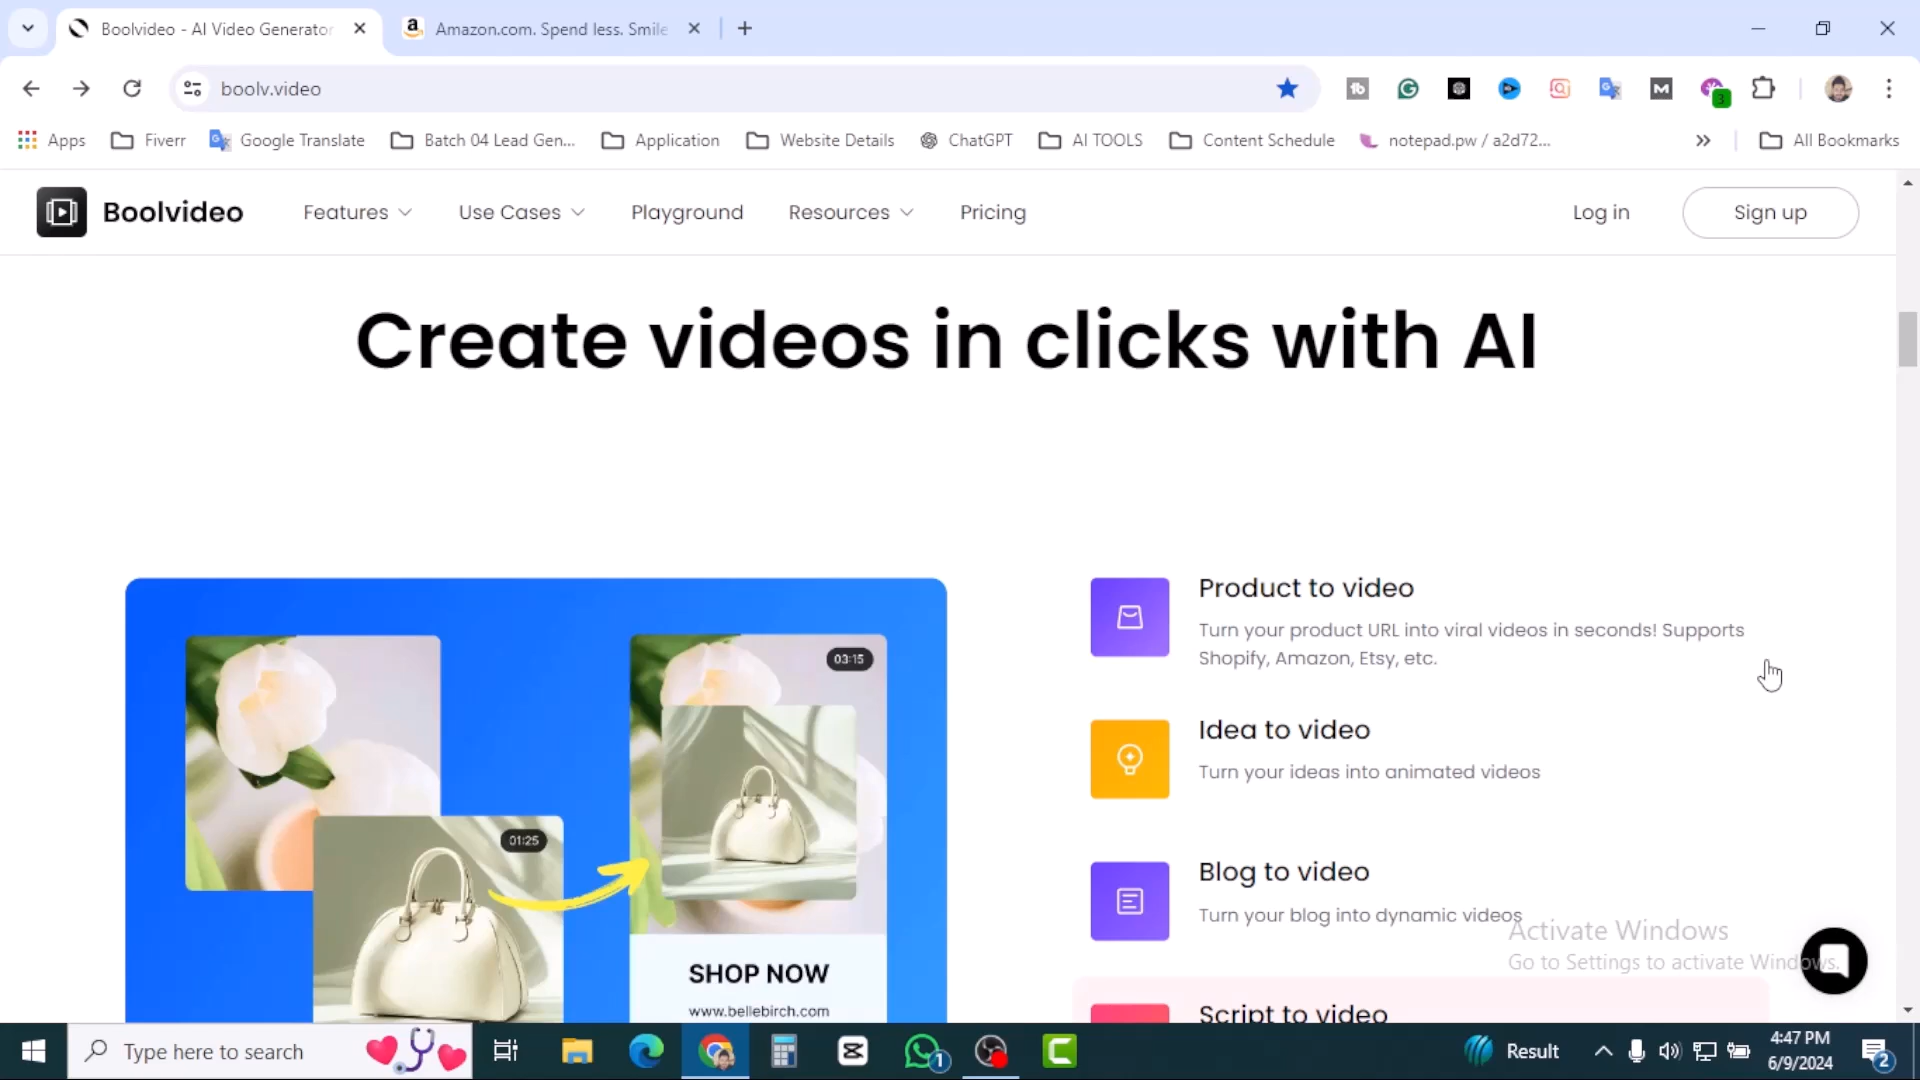 Boolvideo - AI Video Generator
Amazon.com. Spend less. Smile
boolv.video
3
Apps
Fiverr
Google Translate
Batch 04 Lead Gen...
Application
Website Details
ChatGPT
AI TOOLS
Content Schedule
notepad.pw / a2d72...
All Bookmarks
Boolvideo
Features
Use Cases
Playground
Resources
Pricing
Log in
Sign up
Create videos in clicks with AI
03:15
01:25
SHOP NOW
www.bellebirch.com
Product to video
Turn your product URL into viral videos in seconds! Supports
Shopify, Amazon, Etsy, etc.
Idea to video
Turn your ideas into animated videos
Blog to video
Turn your blog into dynamic videos
Script to video
Activate Windows
Go to Settings to activate Windows.
Type here to search
1
Result
4:47 PM
6/9/2024
2